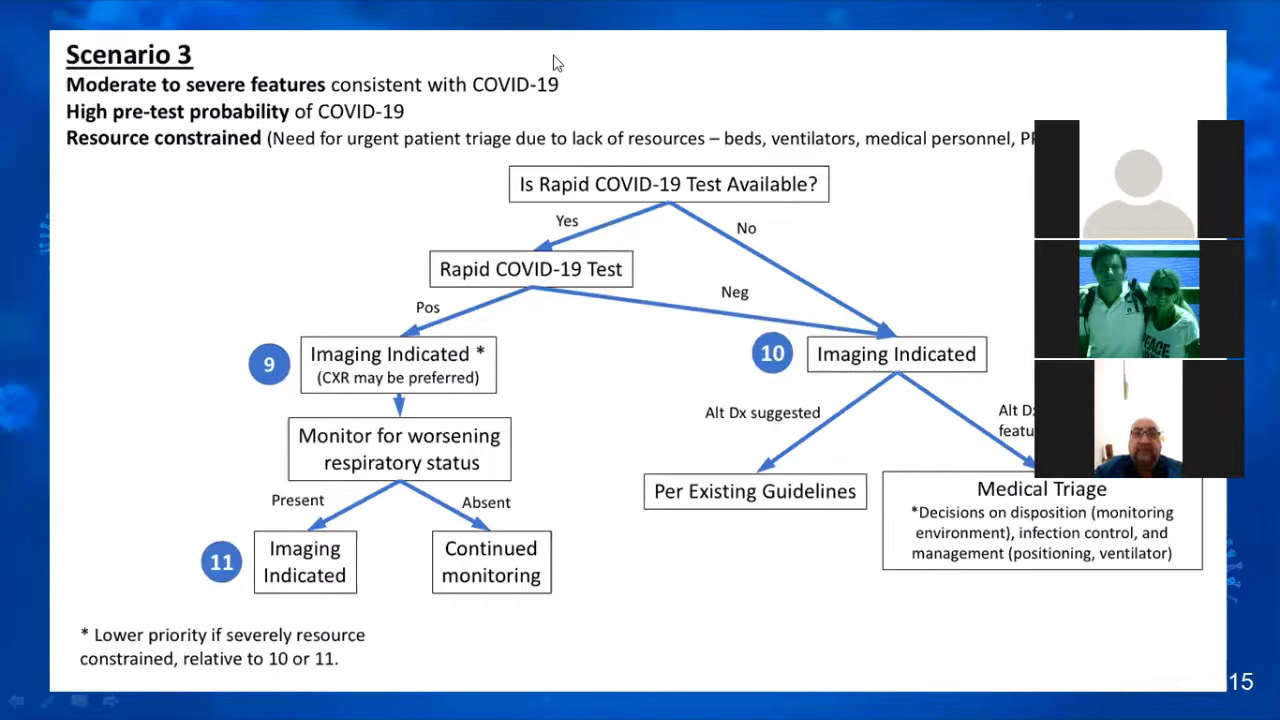 Scenario 3
Moderate to severe features consistent with COVID-19
High pre-test probability of COVID-19
Resource constrained (Need for urgent patient triage due to lack of resources – beds, ventilators, medical personnel,
Is Rapid COVID-19 Test Available?
Yes
No
Rapid COVID-19 Test
Neg
Pos
9
Imaging Indicated *
(CXR may be preferred)
10
Imaging Indicated
Alt Dx suggested
Alt
Monitor for worsening
respiratory status
Present
Absent
Per Existing Guidelines
Medical Triage
*Decisions on disposition (monitoring
environment), infection control, and
management (positioning, ventilator)
11
Imaging
Indicated
Continued
monitoring
* Lower priority if severely resource
constrained, relative to 10 or 11.
PEACE
15